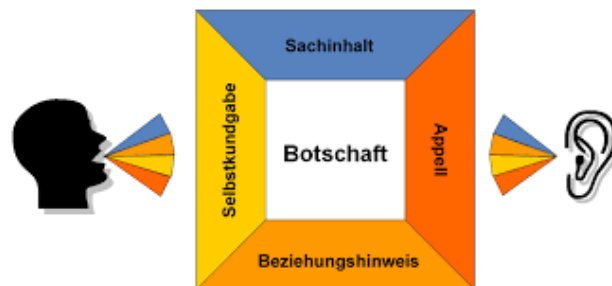 Sachinhalt
Selbstkundgabe
Botschaft
Appell
Beziehungshinweis